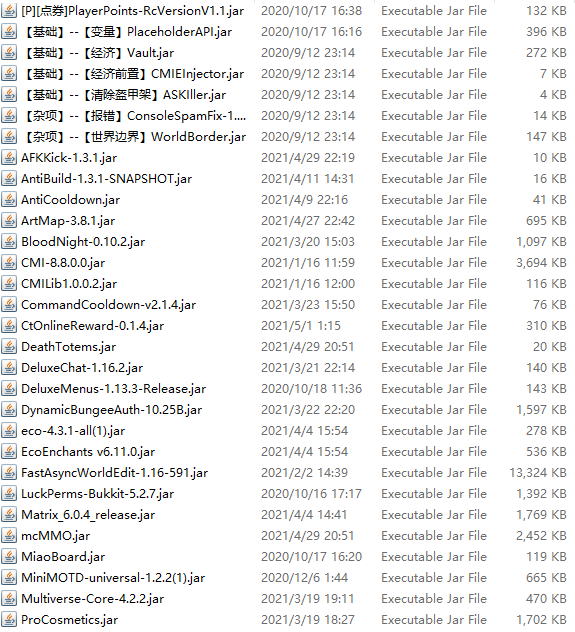 [P][点券]PlayerPoints-RcVersionV1.1.jar 2020/10/17 16:38 Executable Jar File 132 KB
【基础】--【变量】PlaceholderAPI.jar 2020/10/17 16:16 Executable Jar File 396 KB
【基础】--【经济】Vault.jar 2020/9/12 23:14 Executable Jar File 272 KB
【基础】--【经济前置】CMIEInjector.jar 2020/9/12 23:14 Executable Jar File 7 KB
【基础】--【清除盔甲架】ASKIller.jar 2020/9/12 23:14 Executable Jar File 4 KB
【杂项】--【报错】ConsoleSpamFix-1.... 2020/9/12 23:14 Executable Jar File 14 KB
【杂项】--【世界边界】WorldBorder.jar 2020/9/12 23:14 Executable Jar File 147 KB
AFKKick-1.3.1.jar 2021/4/29 22:19 Executable Jar File 10 KB
AntiBuild-1.3.1-SNAPSHOT.jar 2021/4/11 14:31 Executable Jar File 16 KB
AntiCooldown.jar 2021/4/9 22:16 Executable Jar File 41 KB
ArtMap-3.8.1.jar 2021/4/27 22:42 Executable Jar File 695 KB
BloodNight-0.10.2.jar 2021/3/20 15:03 Executable Jar File 1,097 KB
CMI-8.8.0.0.jar 2021/1/16 11:59 Executable Jar File 3,694 KB
CMILib1.0.0.2.jar 2021/1/16 12:00 Executable Jar File 116 KB
CommandCooldown-v2.1.4.jar 2021/3/23 15:50 Executable Jar File 76 KB
CtOnlineReward-0.1.4.jar 2021/5/1 1:15 Executable Jar File 310 KB
DeathTotems.jar 2021/4/29 20:51 Executable Jar File 20 KB
DeluxeChat-1.16.2.jar 2021/3/21 22:14 Executable Jar File 140 KB
DeluxeMenus-1.13.3-Release.jar 2020/10/18 11:36 Executable Jar File 143 KB
DynamicBungeeAuth-10.25B.jar 2021/3/22 22:20 Executable Jar File 1,597 KB
eco-4.3.1-all(1).jar 2021/4/4 15:54 Executable Jar File 278 KB
EcoEnchants v6.11.0.jar 2021/4/4 15:54 Executable Jar File 536 KB
FastAsyncWorldEdit-1.16-591.jar 2021/2/2 14:39 Executable Jar File 13,324 KB
LuckPerms-Bukkit-5.2.7.jar 2020/10/16 17:17 Executable Jar File 1,392 KB
Matrix_6.0.4_release.jar 2021/4/4 14:41 Executable Jar File 1,769 KB
mcMMO.jar 2021/4/29 20:51 Executable Jar File 2,452 KB
MiaoBoard.jar 2020/10/17 16:20 Executable Jar File 119 KB
MiniMOTD-universal-1.2.2(1).jar 2020/12/6 1:44 Executable Jar File 665 KB
Multiverse-Core-4.2.2.jar 2021/3/19 19:11 Executable Jar File 470 KB
ProCosmetics.jar 2021/3/19 18:27 Executable Jar File 1,702 KB